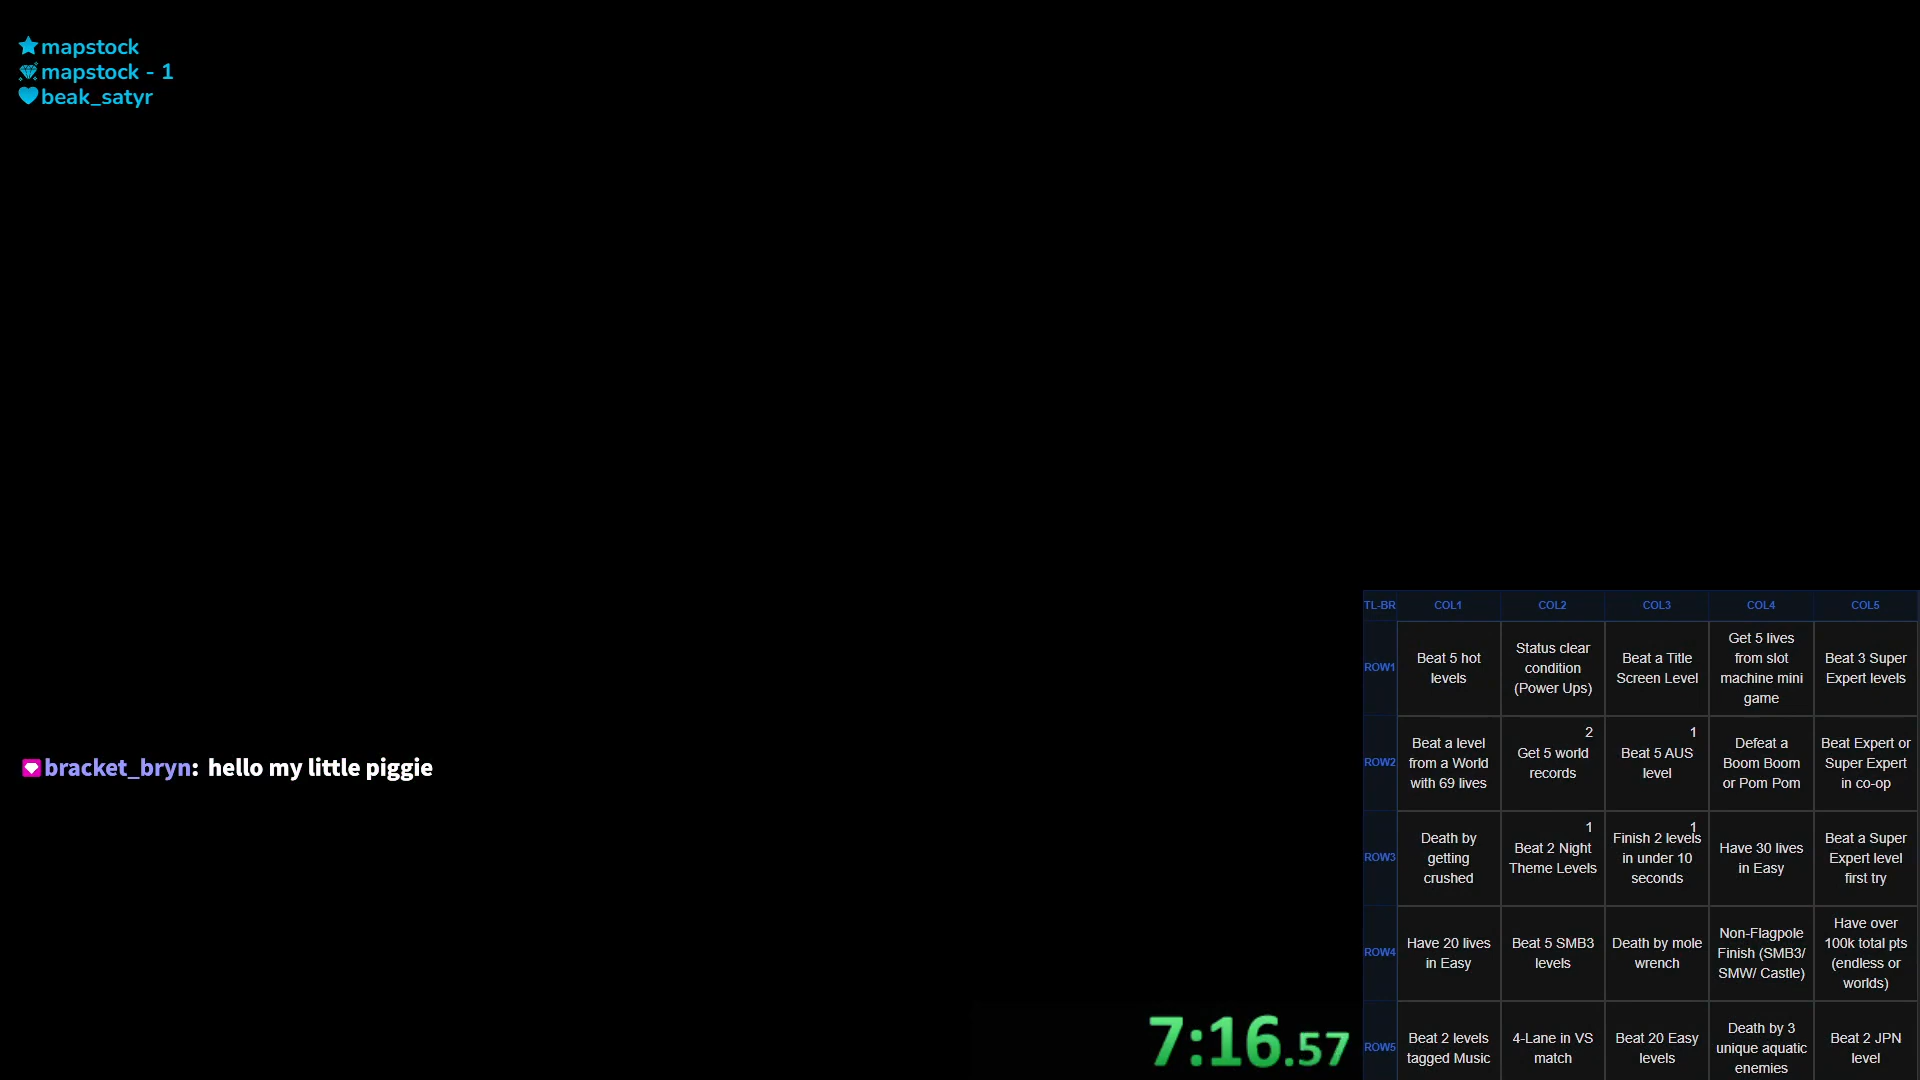 mapstock
mapstock - 1
beak_satyr
bracket_bryn: hello my little piggie
7:16.57
TL-BR COL1 COL2 COL3 COL4 COL5
ROW1
Beat 5 hot
levels
Status clear
condition
(Power Ups)
Beat a Title
Screen Level
Get 5 lives
from slot
machine mini
game
Beat 3 Super
Expert levels
ROW2
Beat a level
from a World
with 69 lives
2
Get 5 world
records
1
Beat 5 AUS
level
Defeat a
Boom Boom
or Pom Pom
Beat Expert or
Super Expert
in co-op
ROW3
Death by
getting
crushed
1
Beat 2 Night
Theme Levels
1
Finish 2 levels
in under 10
seconds
Have 30 lives
in Easy
Beat a Super
Expert level
first try
ROW4
Have 20 lives
in Easy
Beat 5 SMB3
levels
Death by mole
wrench
Non-Flagpole
Finish (SMB3/
SMW/ Castle)
Have over
100k total pts
(endless or
worlds)
ROW5
Beat 2 levels
tagged Music
4-Lane in VS
match
Beat 20 Easy
levels
Death by 3
unique aquatic
enemies
Beat 2 JPN
level